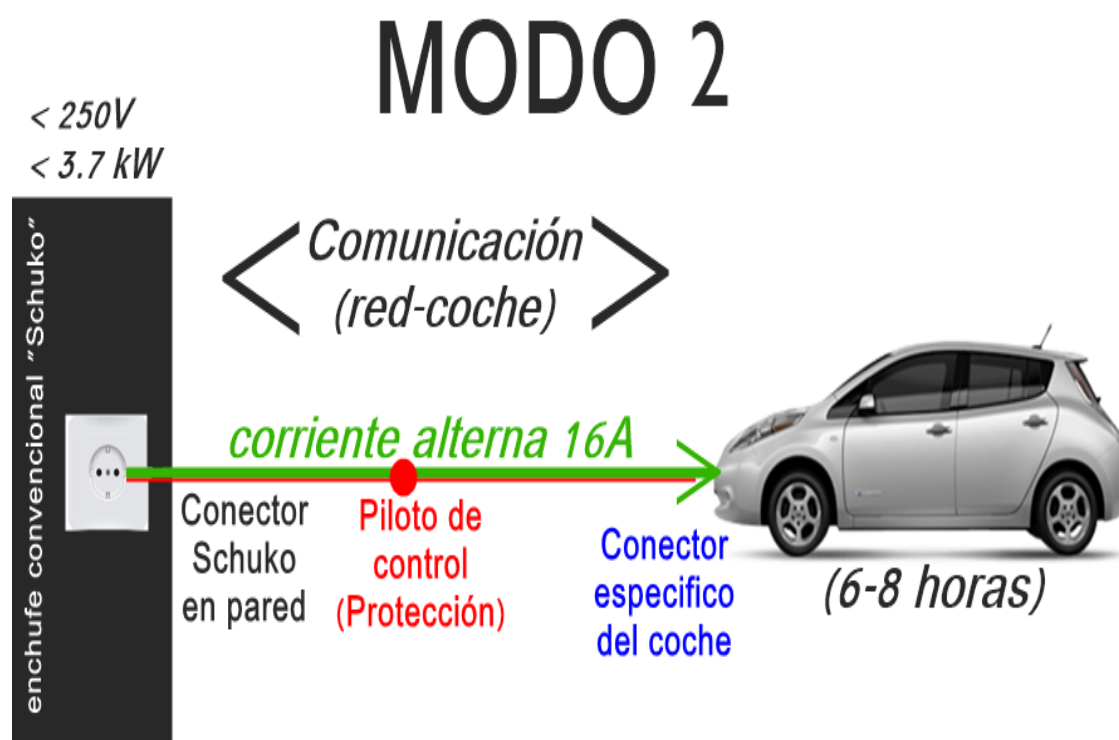 MODO 2
< 250V
< 3.7 kW
enchufe convencional "Schuko"
Comunicación
(red-coche)
corriente alterna 16A
Conector
Schuko
en pared
Piloto de
control
(Protección)
Conector
especifico
del coche
(6-8 horas)